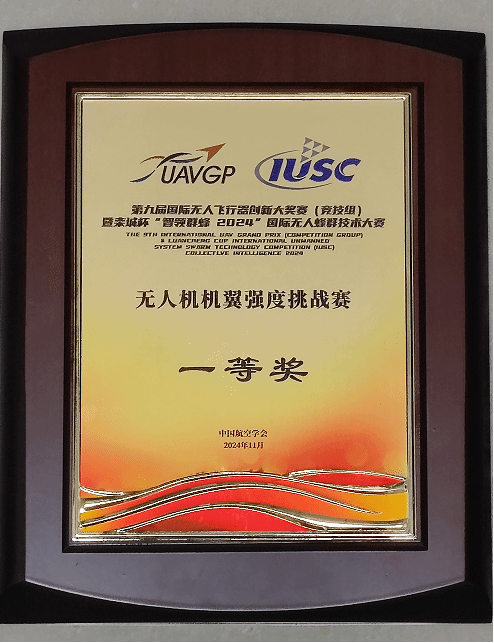 UAVGP IUSC
第九届国际无人飞行器创新大奖赛（竞技组）
暨栾城杯“智领群蜂 2024”国际无人蜂群技术大赛
THE 9TH INTERNATIONAL UAV GRAND PRIX (COMPETITION GROUP)
& LUANCHENG CUP INTERNATIONAL UNMANNED
SYSTEM SWARM TECHNOLOGY COMPETITION (IUSC)
COLLECTIVE INTELLIGENCE 2024
无人机机翼强度挑战赛
一等奖
中国航空学会
2024年11月